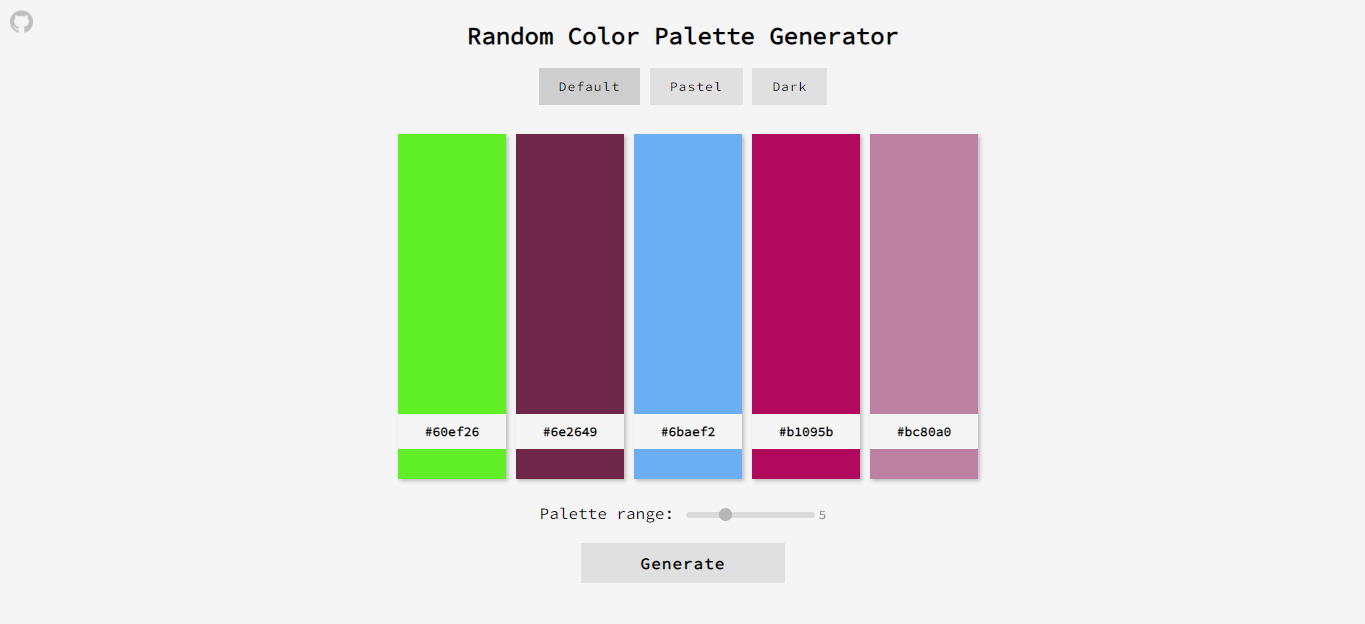 Random Color Palette Generator
Default Pastel Dark
#60ef26 #6e2649 #6baef2 #b1095b #bc80a0
Palette range: 5
Generate